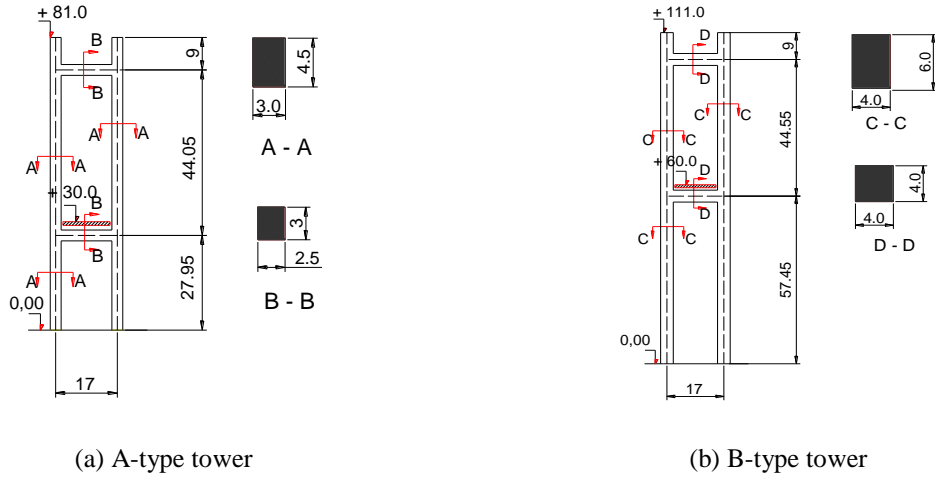 + 81.0
B
9
B
4.5
3.0
A - A
A
A
44.05
A
A
+ 30.0
B
B
3
2.5
B - B
A
A
27.95
0,00
17
(a) A-type tower
+ 111.0
D
9
D
6.0
4.0
C - C
C
C
44.55
C
C
+ 60.0
D
D
4.0
4.0
D - D
C
C
57.45
0,00
17
(b) B-type tower